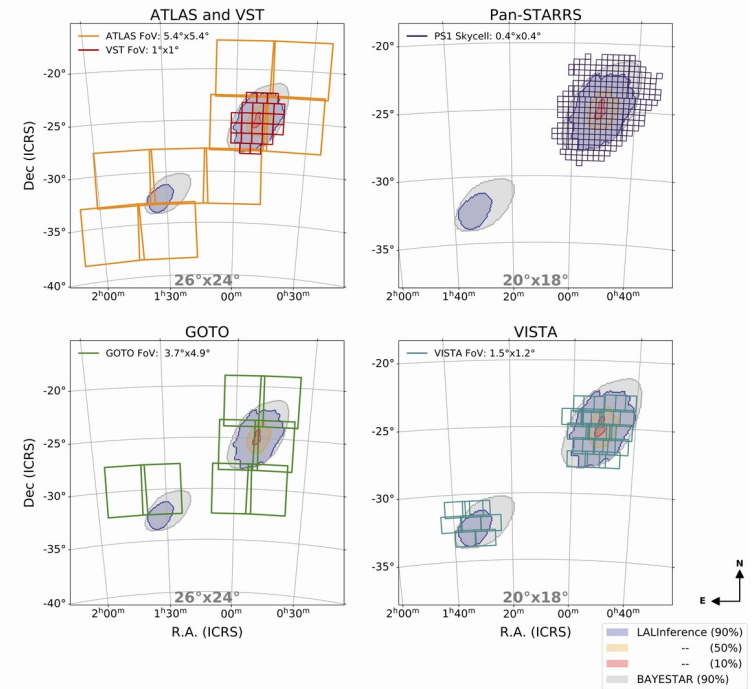 ATLAS and VST
ATLAS FoV: 5.4°x5.4°
VST FoV: 1°x1°
-20°
-25°
-30°
-35°
-40°
Dec (ICRS)
26°x24°
2ʰ00ᵐ 1ʰ30ᵐ 00ᵐ 0ʰ30ᵐ
Pan-STARRS
PS1 Skycell: 0.4°x0.4°
-20°
-25°
-30°
-35°
20°x18°
2ʰ00ᵐ 1ʰ40ᵐ 00ᵐ 0ʰ40ᵐ
GOTO
GOTO FoV: 3.7°x4.9°
-20°
-25°
-30°
-35°
-40°
Dec (ICRS)
26°x24°
2ʰ00ᵐ 1ʰ30ᵐ 00ᵐ 0ʰ30ᵐ
R.A. (ICRS)
VISTA
VISTA FoV: 1.5°x1.2°
-20°
-25°
-30°
-35°
20°x18°
2ʰ00ᵐ 1ʰ40ᵐ 00ᵐ 0ʰ40ᵐ
R.A. (ICRS)
N
E
LALInference (90%)
-- (50%)
-- (10%)
BAYESTAR (90%)